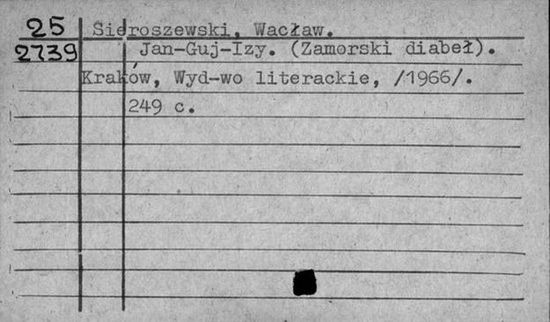 25
2739
Sieroszewski, Wacław.
Jan-Guj-Izy. (Zamorski diabeł).
Kraków, Wyd-wo literackie, /1966/.
249 c.